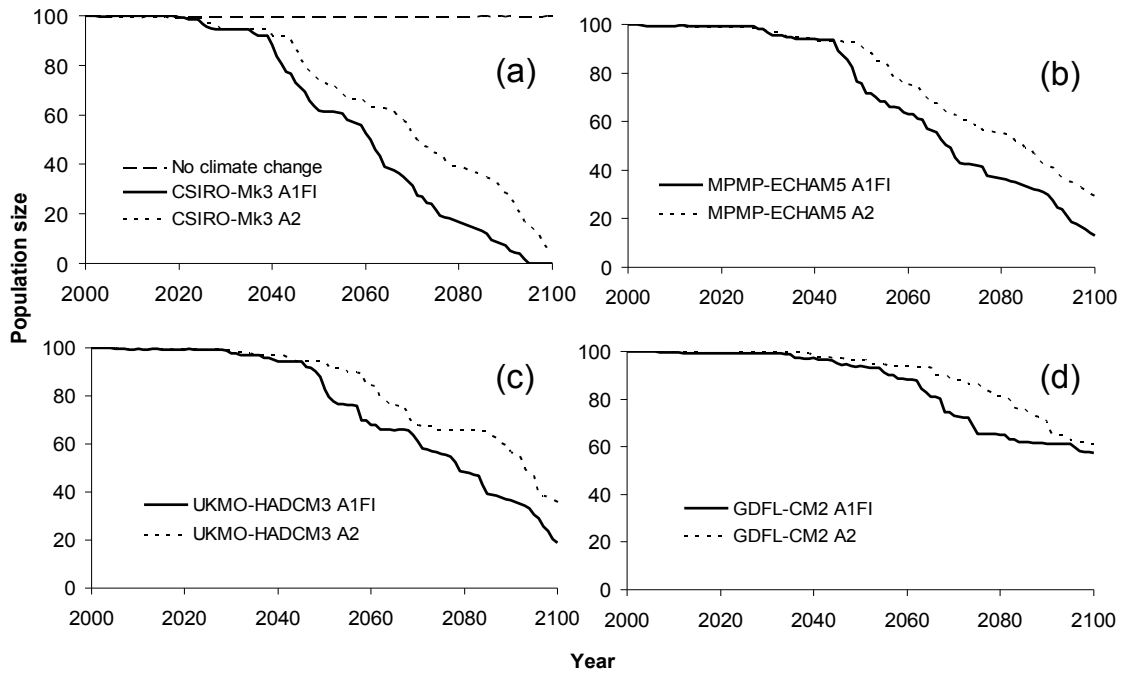 Population size
100
80
60
40
20
0
(a)
No climate change
CSIRO-Mk3 A1FI
CSIRO-Mk3 A2
2000 2020 2040 2060 2080 2100
100
80
60
40
20
0
(b)
MPMP-ECHAM5 A1FI
MPMP-ECHAM5 A2
2000 2020 2040 2060 2080 2100
100
80
60
40
20
0
(c)
UKMO-HADCM3 A1FI
UKMO-HADCM3 A2
2000 2020 2040 2060 2080 2100
100
80
60
40
20
0
(d)
GDFL-CM2 A1FI
GDFL-CM2 A2
2000 2020 2040 2060 2080 2100
Year